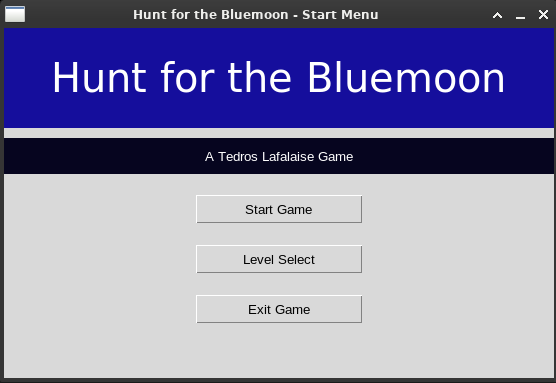 Hunt for the Bluemoon - Start Menu
Hunt for the Bluemoon
A Tedros Lafalaise Game
Start Game
Level Select
Exit Game